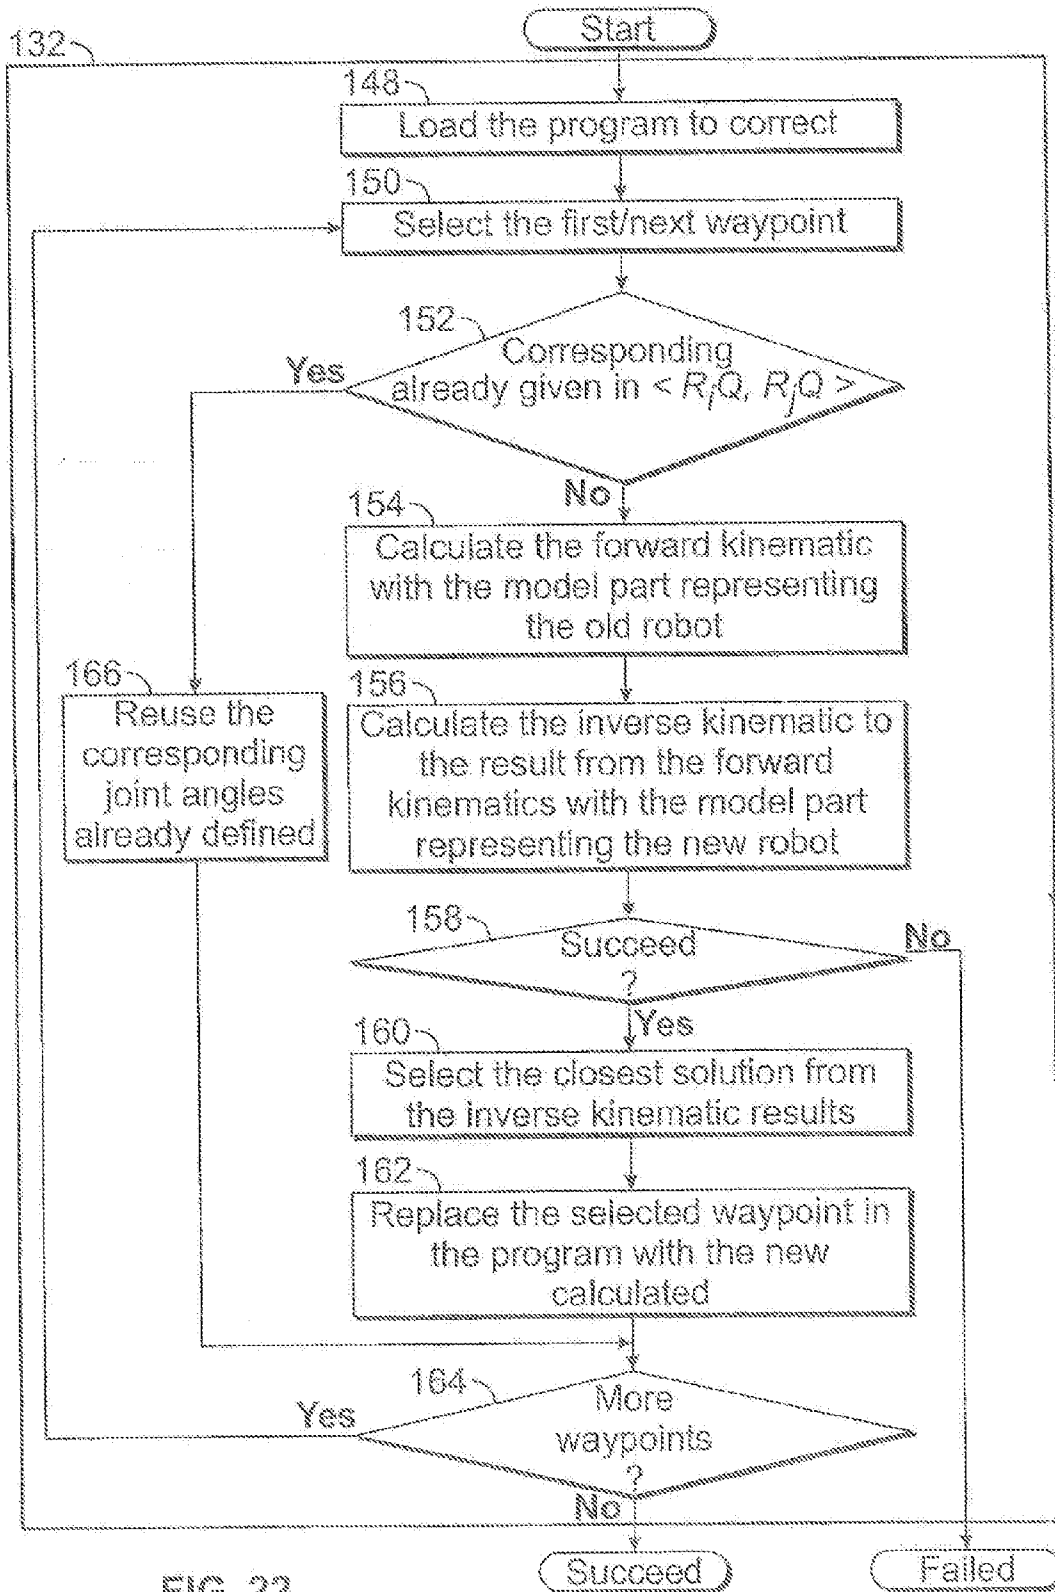 Start
132
148
Load the program to correct
150
Select the first/next waypoint
152
Corresponding
already given in < RiQ, RjQ >
Yes
No
154
Calculate the forward kinematic
with the model part representing
the old robot
166
Reuse the
corresponding
joint angles
already defined
156
Calculate the inverse kinematic to
the result from the forward
kinematics with the model part
representing the new robot
158
Succeed
?
No
Yes
160
Select the closest solution from
the inverse kinematic results
162
Replace the selected waypoint in
the program with the new
calculated
164
More
waypoints
?
Yes
No
Succeed
Failed
FIG. 22